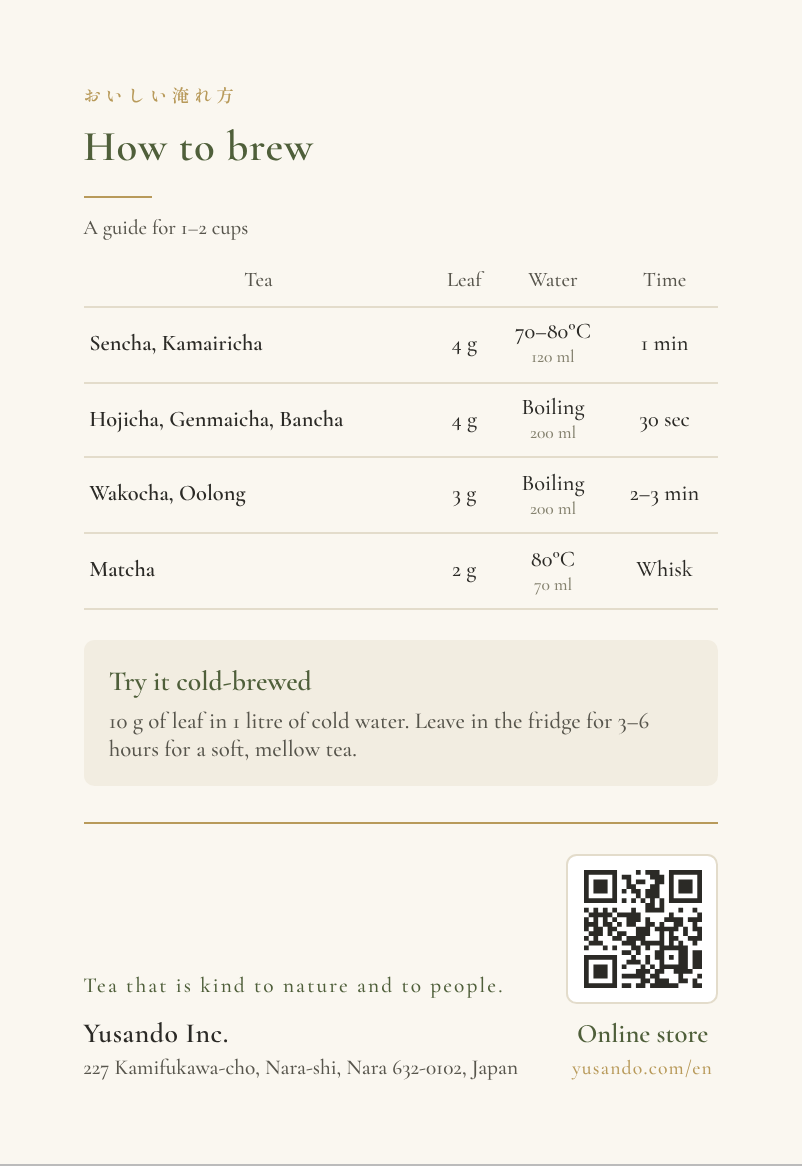 おいしい淹れ方
How to brew
A guide for 1–2 cups
Tea Leaf Water Time
Sencha, Kamairicha 4 g 70–80°C 120 ml 1 min
Hojicha, Genmaicha, Bancha 4 g Boiling 200 ml 30 sec
Wakocha, Oolong 3 g Boiling 200 ml 2–3 min
Matcha 2 g 80°C 70 ml Whisk
Try it cold-brewed
10 g of leaf in 1 litre of cold water. Leave in the fridge for 3–6
hours for a soft, mellow tea.
Tea that is kind to nature and to people.
Yusando Inc.
227 Kamifukawa-cho, Nara-shi, Nara 632-0102, Japan
Online store
yusando.com/en